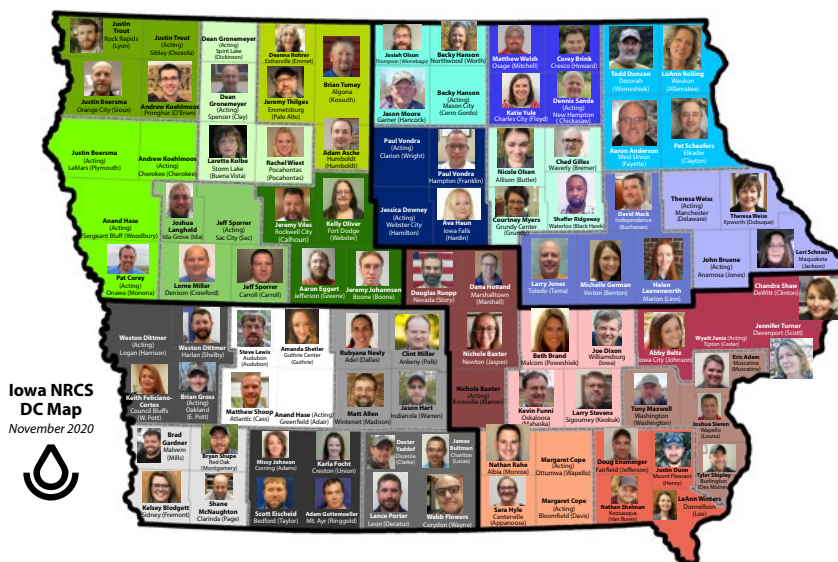 Justin
Trout
Rock Rapids
(Lyon)
Justin Trout
(Acting)
Sibley (Osceola)
Dean Gronemeyer
(Acting)
Spirit Lake
(Dickinson)
Deanna Rohrer
Estherville (Emmet)
Brian Tumey
Algona
(Kossuth)
Josiah Olson
Thompson (Winnebago)
Becky Hanson
Northwood (Worth)
Matthew Welsh
Osage (Mitchell)
Corey Brink
Cresco (Howard)
Todd Duncan
Decorah
(Winneshiek)
LuAnn Rolling
Waukon
(Allamakee)
Justin Boersma
Orange City (Sioux)
Andrew Koehlmoos
Primghar (O'Brien)
Dean
Gronemeyer
(Acting)
Spencer (Clay)
Jeremy Thilges
Emmetsburg
(Palo Alto)
Jason Moore
Garner (Hancock)
Becky Hanson
(Acting)
Mason City
(Cerro Gordo)
Katie Yule
Charles City (Floyd)
Dennis Sande
(Acting)
New Hampton
(Chickasaw)
Aaron Anderson
West Union
(Fayette)
Pat Schaefers
Elkader
(Clayton)
Justin Boersma
(Acting)
LeMars (Plymouth)
Andrew Koehlmoos
(Acting)
Cherokee (Cherokee)
Larette Kolbe
Storm Lake
(Buena Vista)
Rachel Wiest
Pocahontas
(Pocahontas)
Adam Asche
Humboldt
(Humboldt)
Paul Vondra
(Acting)
Clarion (Wright)
Paul Vondra
Hampton (Franklin)
Nicole Olsen
Allison (Butler)
Chad Gilles
Waverly (Bremer)
Anand Hase
(Acting)
Sergeant Bluff (Woodbury)
Joshua
Langhold
Ida Grove (Ida)
Jeff Sporrer
(Acting)
Sac City (Sac)
Jeremy Viles
Rockwell City
(Calhoun)
Kelly Oliver
Fort Dodge
(Webster)
Jessica Downey
(Acting)
Webster City
(Hamilton)
Ava Haun
Iowa Falls
(Hardin)
Courtney Myers
Grundy Center
(Grundy)
Shaffer Ridgeway
Waterloo (Black Hawk)
David Mack
Independence
(Buchanan)
Theresa Weiss
(Acting)
Manchester
(Delaware)
Theresa Weiss
Epworth (Dubuque)
Pat Corey
Onawa (Monona)
Lorne Miller
Denison (Crawford)
Jeff Sporrer
Carroll (Carroll)
Aaron Eggert
Jefferson (Greene)
Jeremy Johannsen
Boone (Boone)
Douglas Ruopp
Nevada (Story)
Dana Holland
Marshalltown
(Marshall)
Larry Jones
Toledo (Tama)
Michelle German
Vinton (Benton)
Helen
Leavenworth
Marion (Linn)
John Bruene
(Acting)
Anamosa (Jones)
Lori Schnoor
Maquoketa
(Jackson)
Weston Dittmer
(Acting)
Logan (Harrison)
Weston Dittmer
Harlan (Shelby)
Steve Lewis
Audubon
(Audubon)
Amanda Shetler
Guthrie Center
(Guthrie)
Rubyana Neely
Adel (Dallas)
Clint Miller
Ankeny (Polk)
Nichole Baxter
Newton (Jasper)
Beth Brand
Malcom (Poweshiek)
Joe Dixon
Williamsburg
(Iowa)
Abby Beltz
Iowa City (Johnson)
Wyatt Junis (Acting)
Tipton (Cedar)
Chandra Shaw
DeWitt (Clinton)
Jennifer Turner
Davenport (Scott)
Eric Adam
Muscatine
(Muscatine)
Keith Feliciano-
Cortes
Council Bluffs
(W. Pott)
Brian Gross
(Acting)
Oakland
(E. Pott)
Matthew Shoop
Atlantic (Cass)
Anand Hase (Acting)
Greenfield (Adair)
Matt Allen
Winterset (Madison)
Jason Hart
Indianola (Warren)
Nichole Baxter
(Acting)
Knoxville (Marion)
Kevin Funni
Oskaloosa
(Mahaska)
Larry Stevens
Sigourney (Keokuk)
Tony Maxwell
Washington
(Washington)
Joshua Sieren
Wapello
(Louisa)
Iowa NRCS
DC Map
November 2020
Brad
Gardner
Malvern
(Mills)
Bryan Shupe
Red Oak
(Montgomery)
Missy Johnson
Corning (Adams)
Karla Focht
Creston (Union)
Dexter
Yaddof
Osceola
(Clarke)
James
Bultman
Chariton
(Lucas)
Nathan Rahe
Albia (Monroe)
Margaret Cope
(Acting)
Ottumwa (Wapello)
Doug Ensminger
Fairfield (Jefferson)
Justin Dunn
Mount Pleasant
(Henry)
Tyler Shipley
Burlington
(Des Moines)
Kelsey Blodgett
Sidney (Fremont)
Shane
McNaughton
Clarinda (Page)
Scott Eischeid
Bedford (Taylor)
Adam Gottemoeller
Mt. Ayr (Ringgold)
Lance Porter
Leon (Decatur)
Webb Flowers
Corydon (Wayne)
Sara Hyle
Centerville
(Appanoose)
Margaret Cope
(Acting)
Bloomfield (Davis)
Nathan Shelman
Keosauqua
(Van Buren)
LeAnn Winters
Donnellson
(Lee)